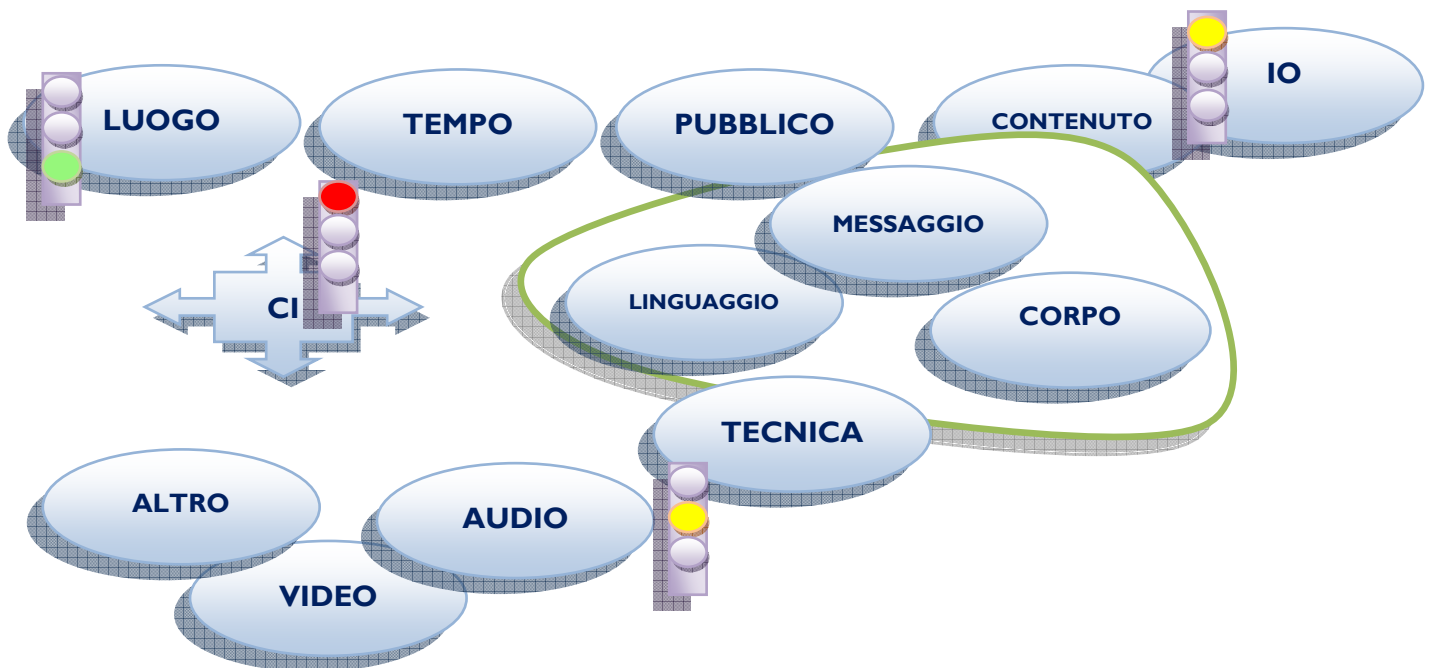 IO
LUOGO
TEMPO
PUBBLICO
CONTENUTO
MESSAGGIO
LINGUAGGIO
CI
CORPO
TECNICA
ALTRO
AUDIO
VIDEO